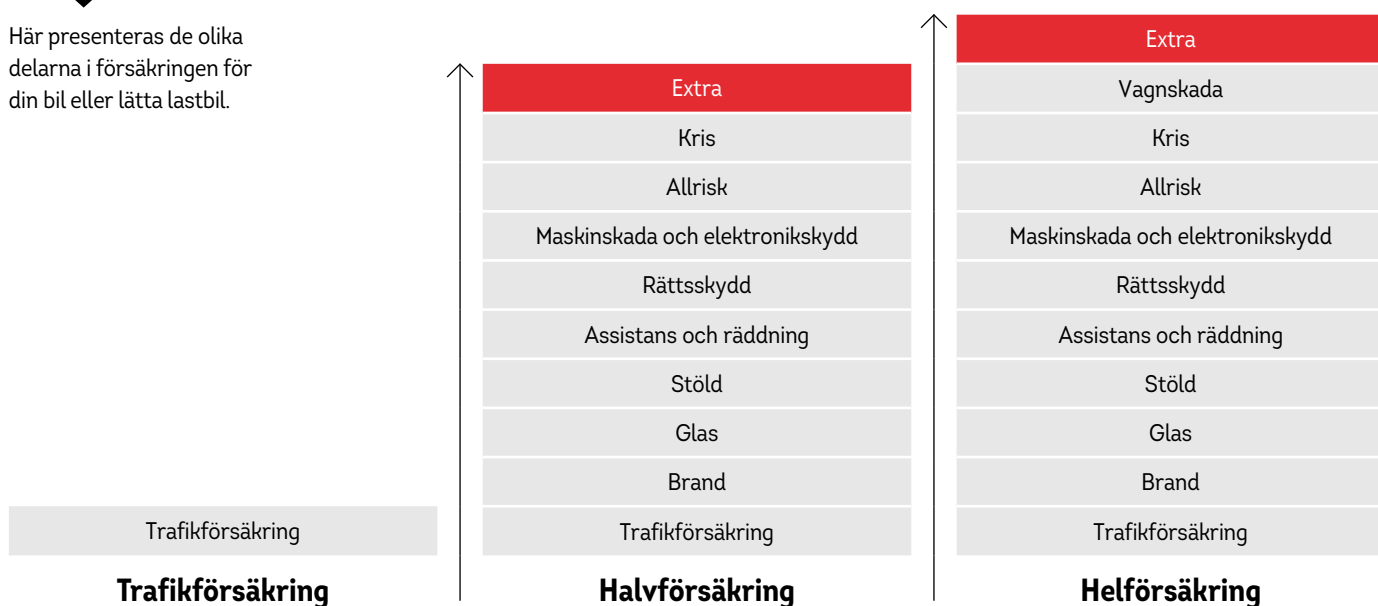 Här presenteras de olika
delarna i försäkringen för
din bil eller lätta lastbil.
Trafikförsäkring
Trafikförsäkring
Extra
Kris
Allrisk
Maskinskada och elektronikskydd
Rättsskydd
Assistans och räddning
Stöld
Glas
Brand
Trafikförsäkring
Halvförsäkring
Extra
Vagnskada
Kris
Allrisk
Maskinskada och elektronikskydd
Rättsskydd
Assistans och räddning
Stöld
Glas
Brand
Trafikförsäkring
Helförsäkring